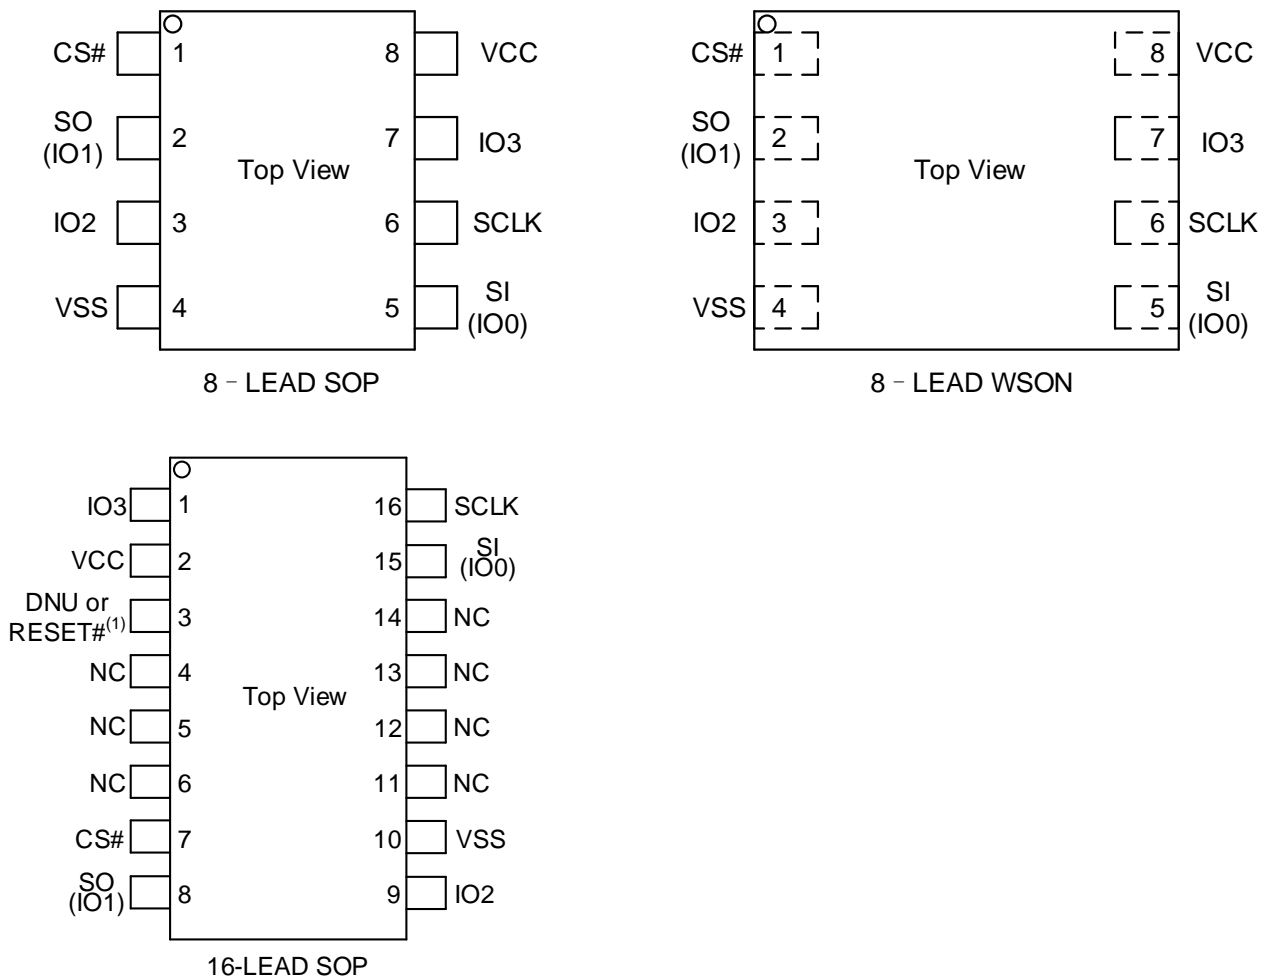 CS# 1 8 VCC
SO
(IO1) 2 7 IO3
Top View
IO2 3 6 SCLK
VSS 4 5 SI
(IO0)
8 – LEAD SOP
CS# 1 8 VCC
SO
(IO1) 2 7 IO3
Top View
IO2 3 6 SCLK
VSS 4 5 SI
(IO0)
8 – LEAD WSON
IO3 1 16 SCLK
VCC 2 15 SI
(IO0)
DNU or
RESET#(1) 3 14 NC
NC 4 13 NC
Top View
NC 5 12 NC
NC 6 11 NC
CS# 7 10 VSS
SO
(IO1) 8 9 IO2
16-LEAD SOP